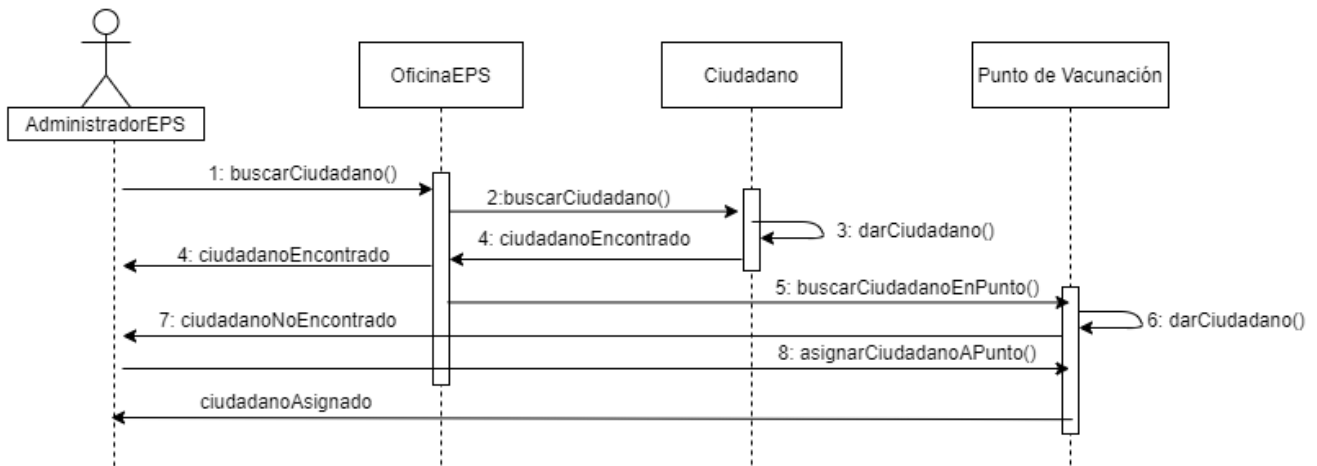 OficinaEPS
Ciudadano
Punto de Vacunación
AdministradorEPS
1: buscarCiudadano()
2:buscarCiudadano()
3: darCiudadano()
4: ciudadanoEncontrado
4: ciudadanoEncontrado
5: buscarCiudadanoEnPunto()
6: darCiudadano()
7: ciudadanoNoEncontrado
8: asignarCiudadanoAPunto()
ciudadanoAsignado